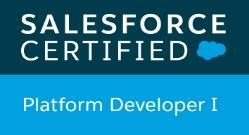 SALESFORCE
CERTIFIED
Platform Developer I